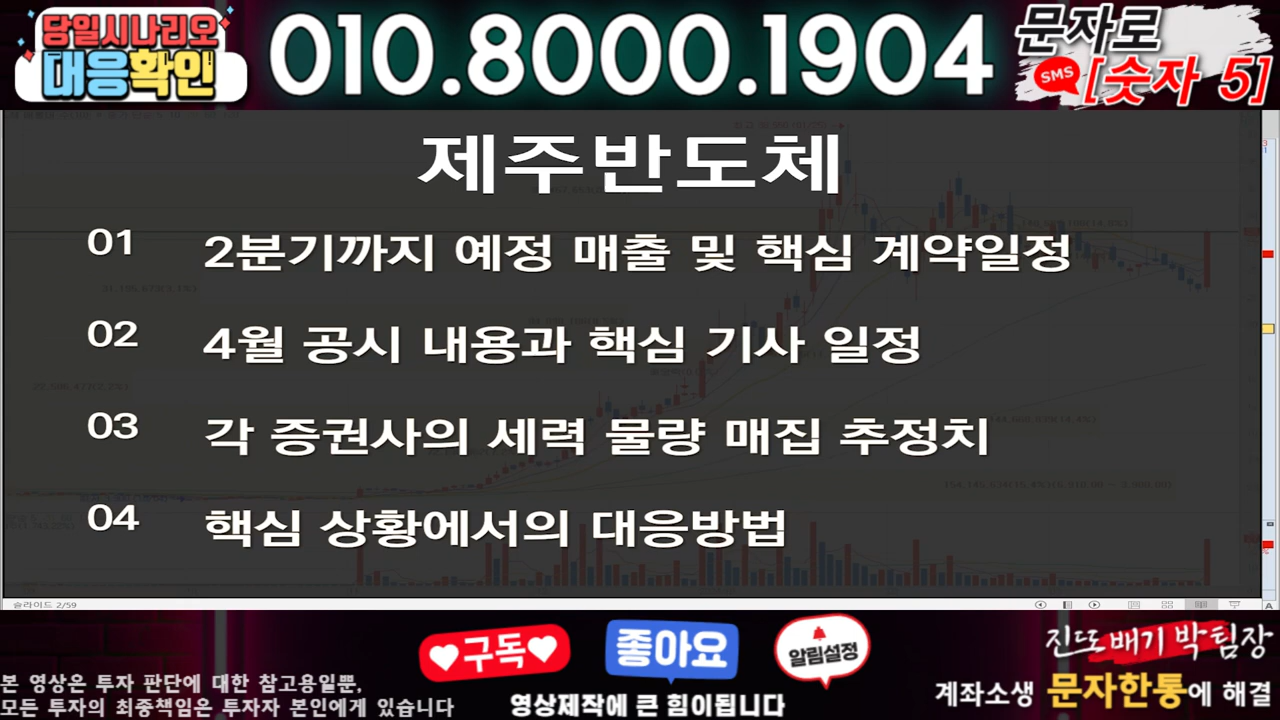 당일시나리오
대응확인
010.8000.1904
문자로
SMS
[숫자 5]
제주반도체
01 2분기까지 예정 매출 및 핵심 계약일정
02 4월 공시 내용과 핵심 기사 일정
03 각 증권사의 세력 물량 매집 추정치
04 핵심 상황에서의 대응방법
슬라이드 2/59
구독
좋아요
알림설정
영상제작에 큰 힘이됩니다
본 영상은 투자 판단에 대한 참고용일뿐,
모든 투자의 최종책임은 투자자 본인에게 있습니다
진또배기 박팀장
계좌소생 문자한통에 해결